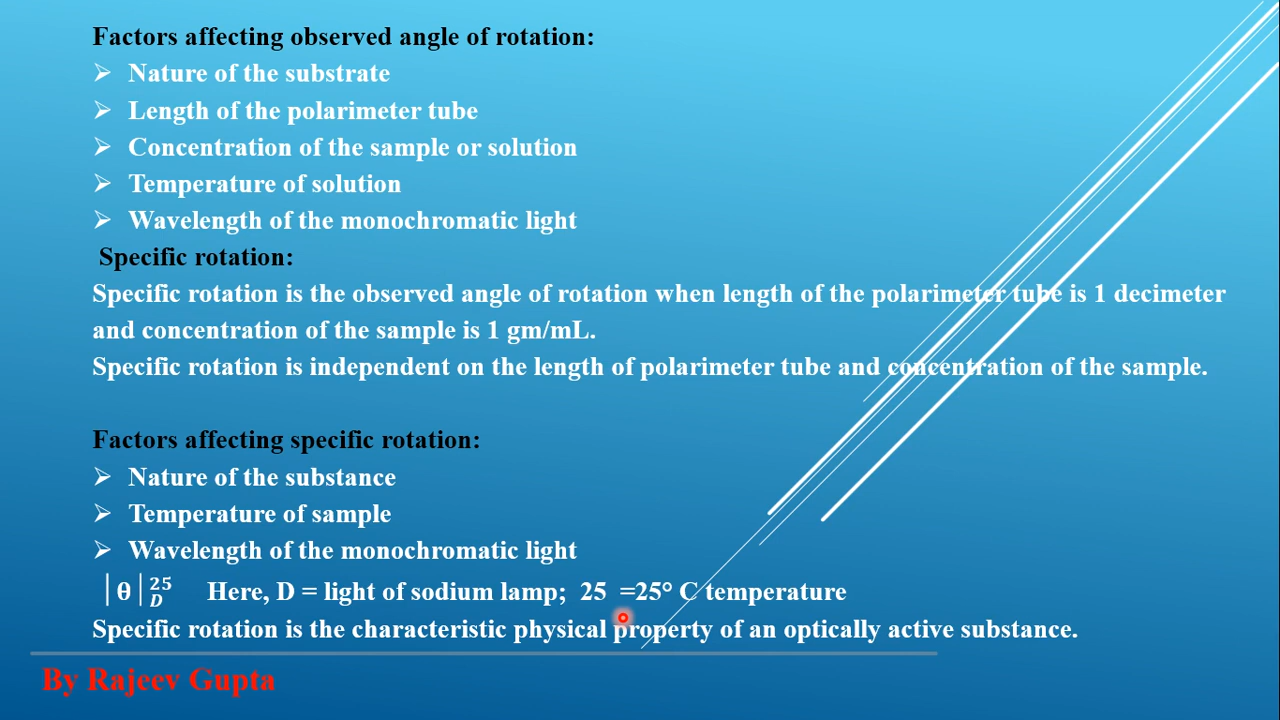 Factors affecting observed angle of rotation:
➢ Nature of the substrate
➢ Length of the polarimeter tube
➢ Concentration of the sample or solution
➢ Temperature of solution
➢ Wavelength of the monochromatic light
Specific rotation:
Specific rotation is the observed angle of rotation when length of the polarimeter tube is 1 decimeter
and concentration of the sample is 1 gm/mL.
Specific rotation is independent on the length of polarimeter tube and concentration of the sample.
Factors affecting specific rotation:
➢ Nature of the substance
➢ Temperature of sample
➢ Wavelength of the monochromatic light
|θ|25 D Here, D = light of sodium lamp; 25 =25° C temperature
Specific rotation is the characteristic physical property of an optically active substance.
By Rajeev Gupta